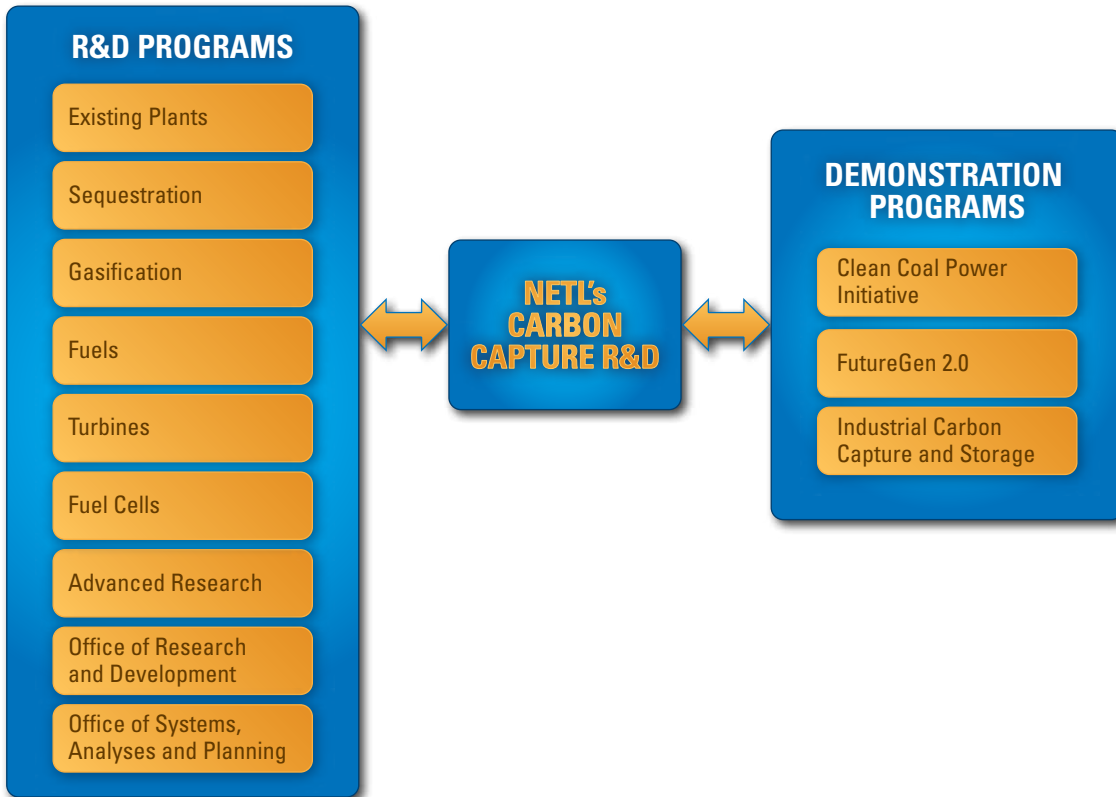 R&D PROGRAMS
Existing Plants
Sequestration
Gasification
Fuels
Turbines
Fuel Cells
Advanced Research
Office of Research
and Development
Office of Systems,
Analyses and Planning
NETL's
CARBON
CAPTURE R&D
DEMONSTRATION
PROGRAMS
Clean Coal Power
Initiative
FutureGen 2.0
Industrial Carbon
Capture and Storage